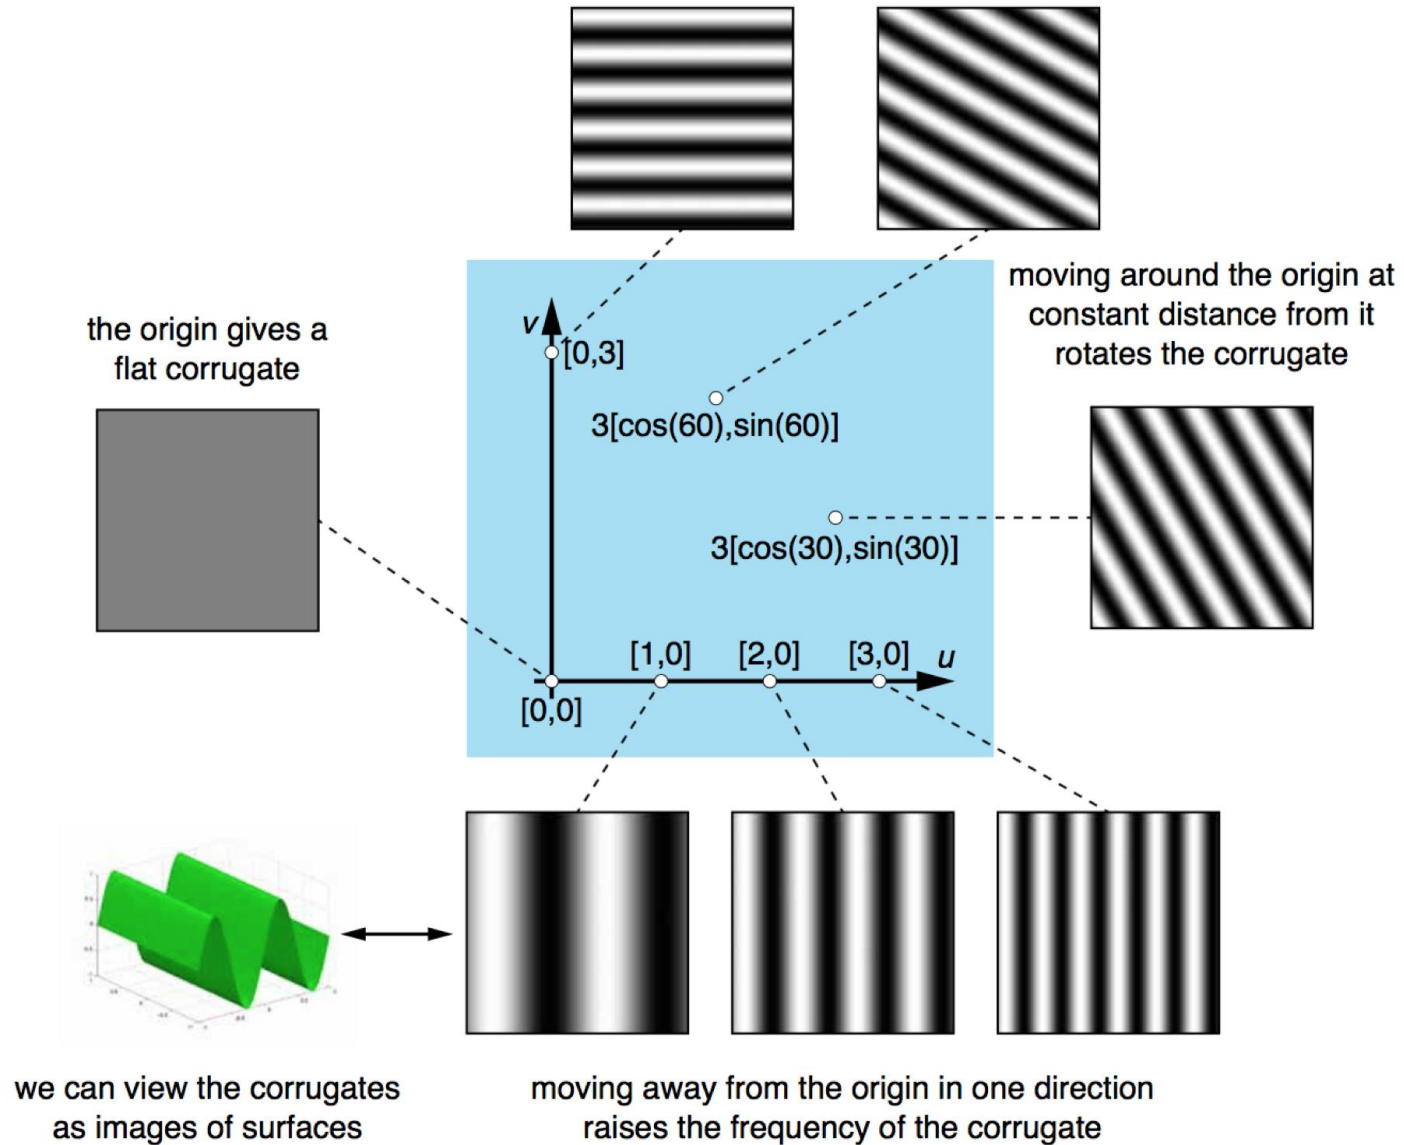 moving around the origin at
constant distance from it
rotates the corrugate
the origin gives a
flat corrugate
v
[0,3]
3[cos(60),sin(60)]
3[cos(30),sin(30)]
[1,0]
[2,0]
[3,0]
u
[0,0]
we can view the corrugates
as images of surfaces
moving away from the origin in one direction
raises the frequency of the corrugate